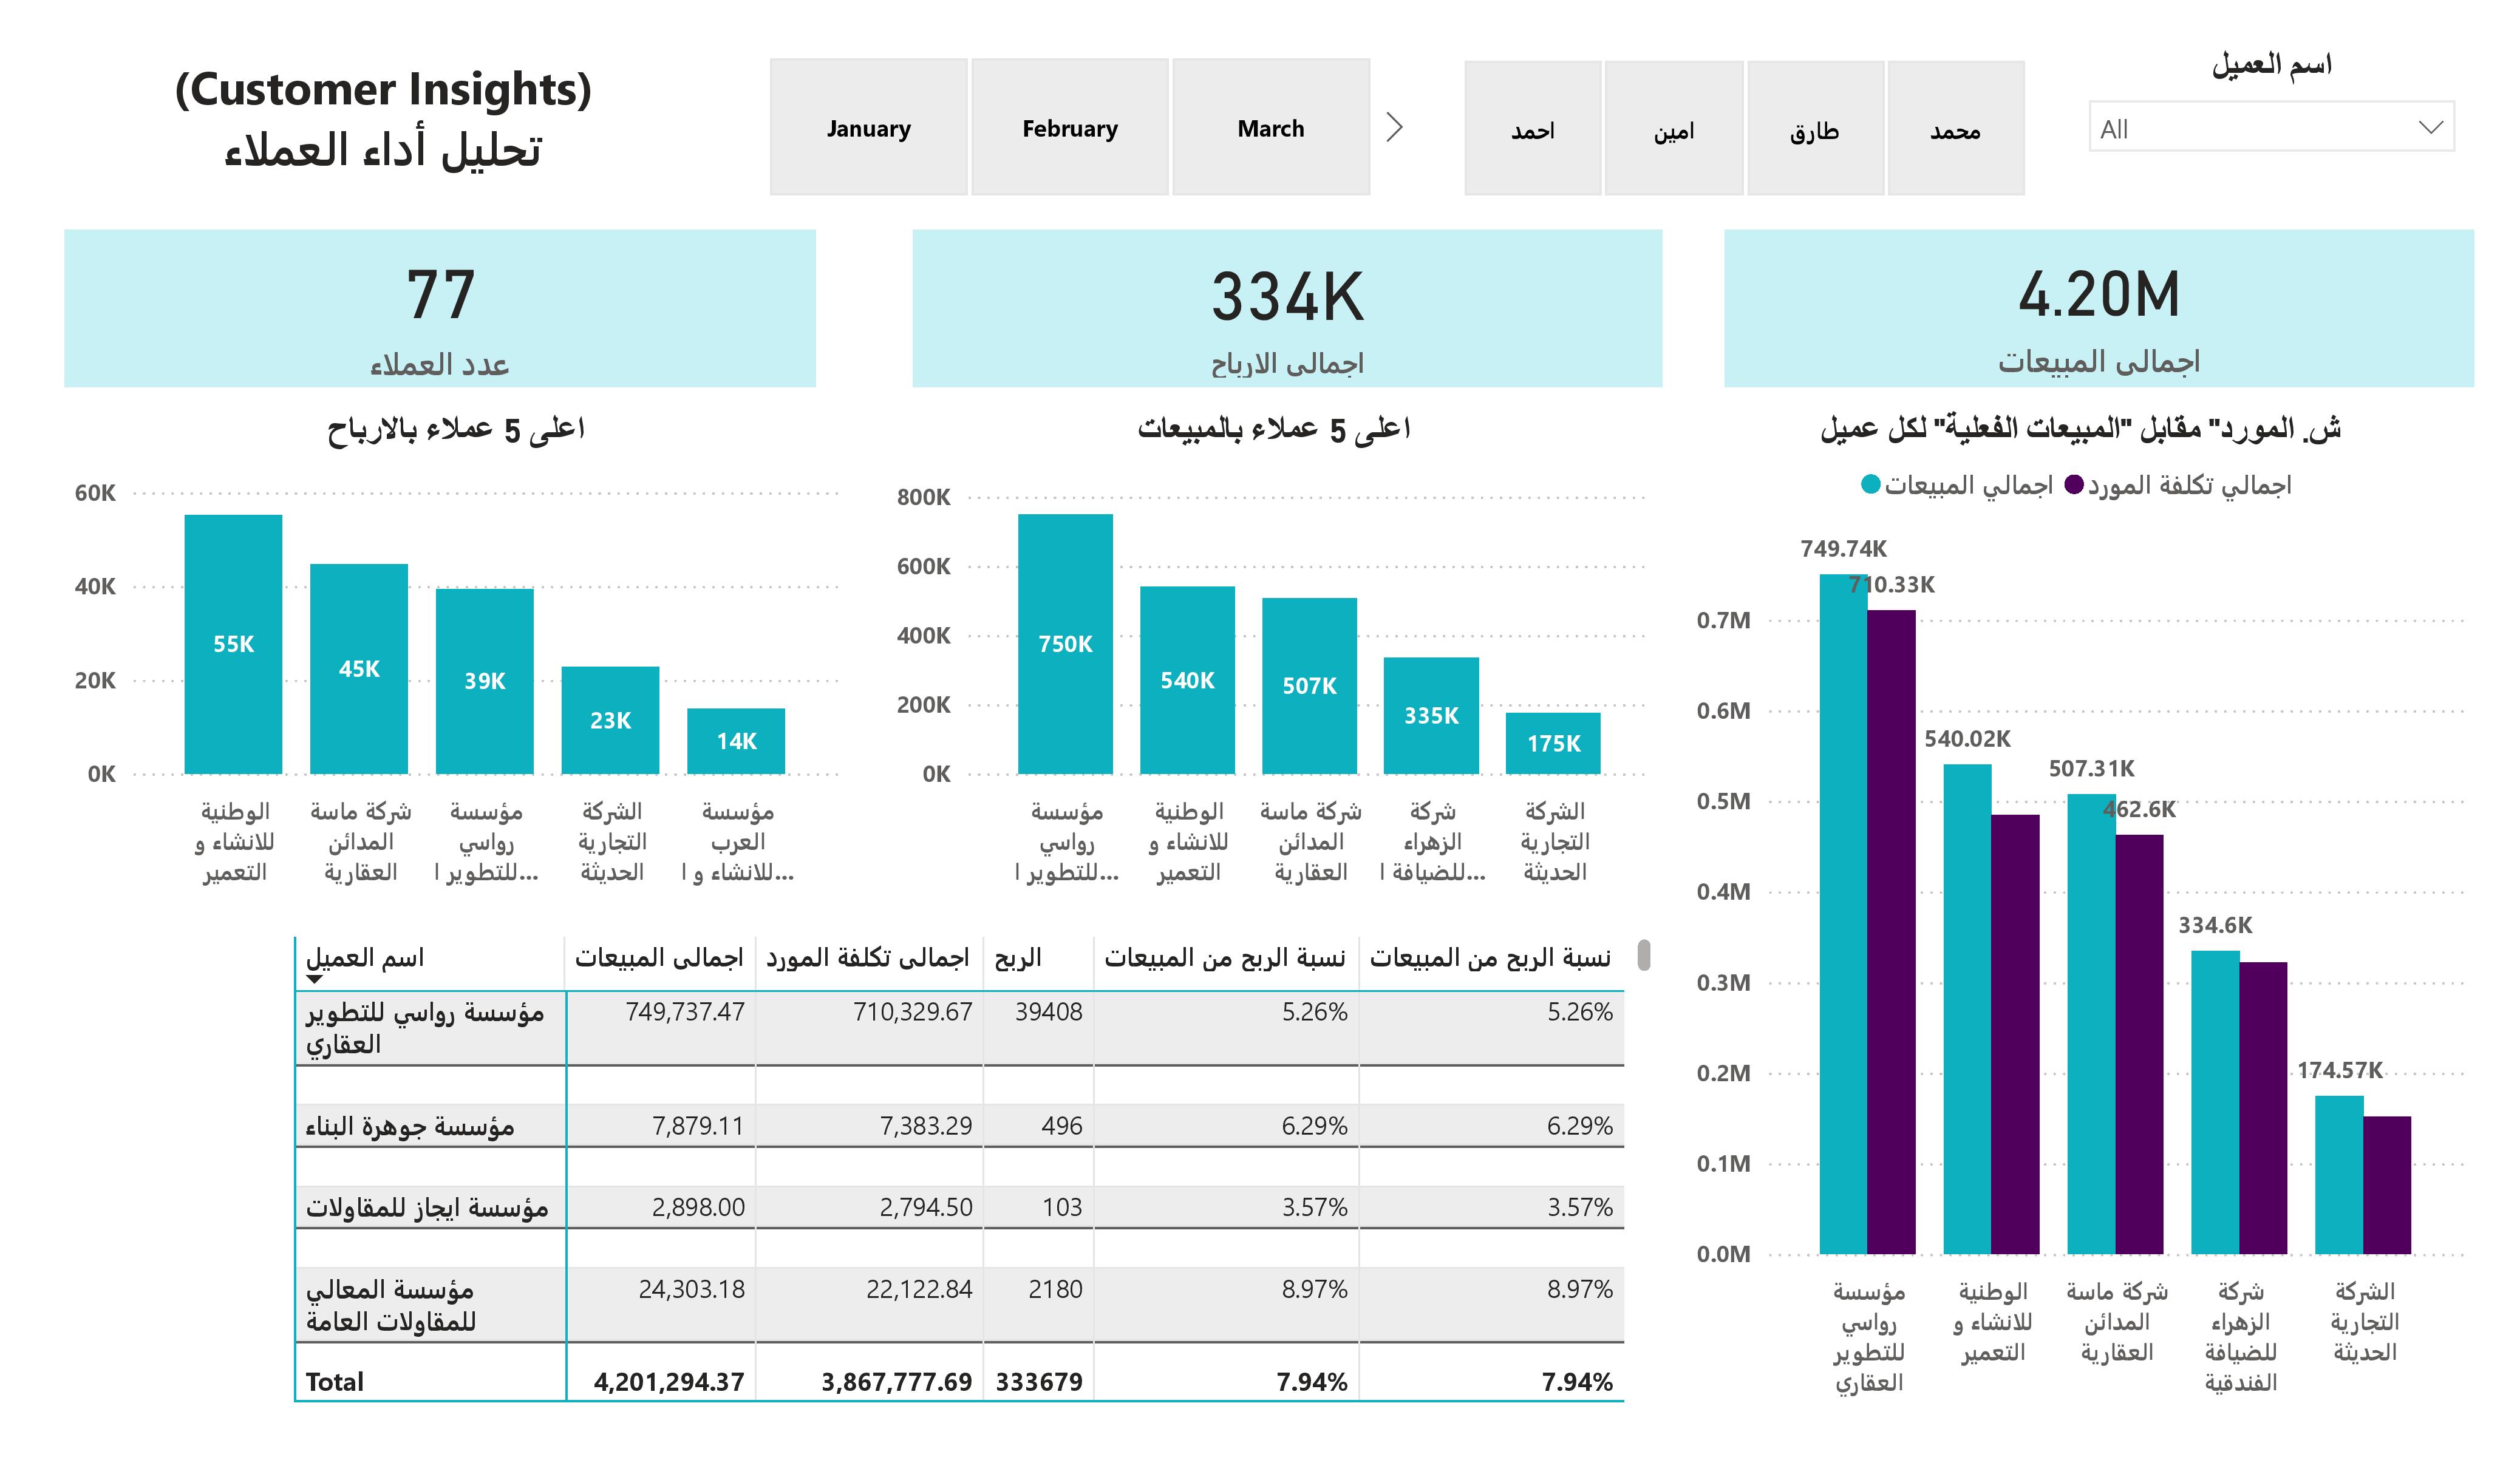 (Customer Insights)
تحليل أداء العملاء
January
February
March
احمد
امين
طارق
محمد
اسم العميل
All
77
عدد العملاء
334K
اجمالي الارباح
4.20M
اجمالي المبيعات
اعلى 5 عملاء بالارباح
60K
40K
20K
0K
55K
45K
39K
23K
14K
الوطنية
للانشاء و
التعمير
شركة ماسة
المدائن
العقارية
مؤسسة
رواسي
للتطوير ا...
الشركة
التجارية
الحديثة
مؤسسة
العرب
للانشاء و ا...
اعلى 5 عملاء بالمبيعات
800K
600K
400K
200K
0K
750K
540K
507K
335K
175K
مؤسسة
رواسي
للتطوير ا...
الوطنية
للانشاء و
التعمير
شركة ماسة
المدائن
العقارية
شركة
الزهراء
للضيافة ا...
الشركة
التجارية
الحديثة
ش. المورد" مقابل "المبيعات الفعلية" لكل عميل
اجمالي المبيعات
اجمالي تكلفة المورد
0.7M
0.6M
0.5M
0.4M
0.3M
0.2M
0.1M
0.0M
749.74K
710.33K
540.02K
507.31K
462.6K
334.6K
174.57K
مؤسسة
رواسي
للتطوير
العقاري
الوطنية
للانشاء و
التعمير
شركة ماسة
المدائن
العقارية
شركة
الزهراء
للضيافة
الفندقية
الشركة
التجارية
الحديثة
اسم العميل اجمالي المبيعات اجمالي تكلفة المورد الربح نسبة الربح من المبيعات نسبة الربح من المبيعات
مؤسسة رواسي للتطوير 749,737.47 710,329.67 39408 5.26% 5.26%
العقاري
مؤسسة جوهرة البناء 7,879.11 7,383.29 496 6.29% 6.29%
مؤسسة ايجاز للمقاولات 2,898.00 2,794.50 103 3.57% 3.57%
مؤسسة المعالي 24,303.18 22,122.84 2180 8.97% 8.97%
للمقاولات العامة
Total 4,201,294.37 3,867,777.69 333679 7.94% 7.94%